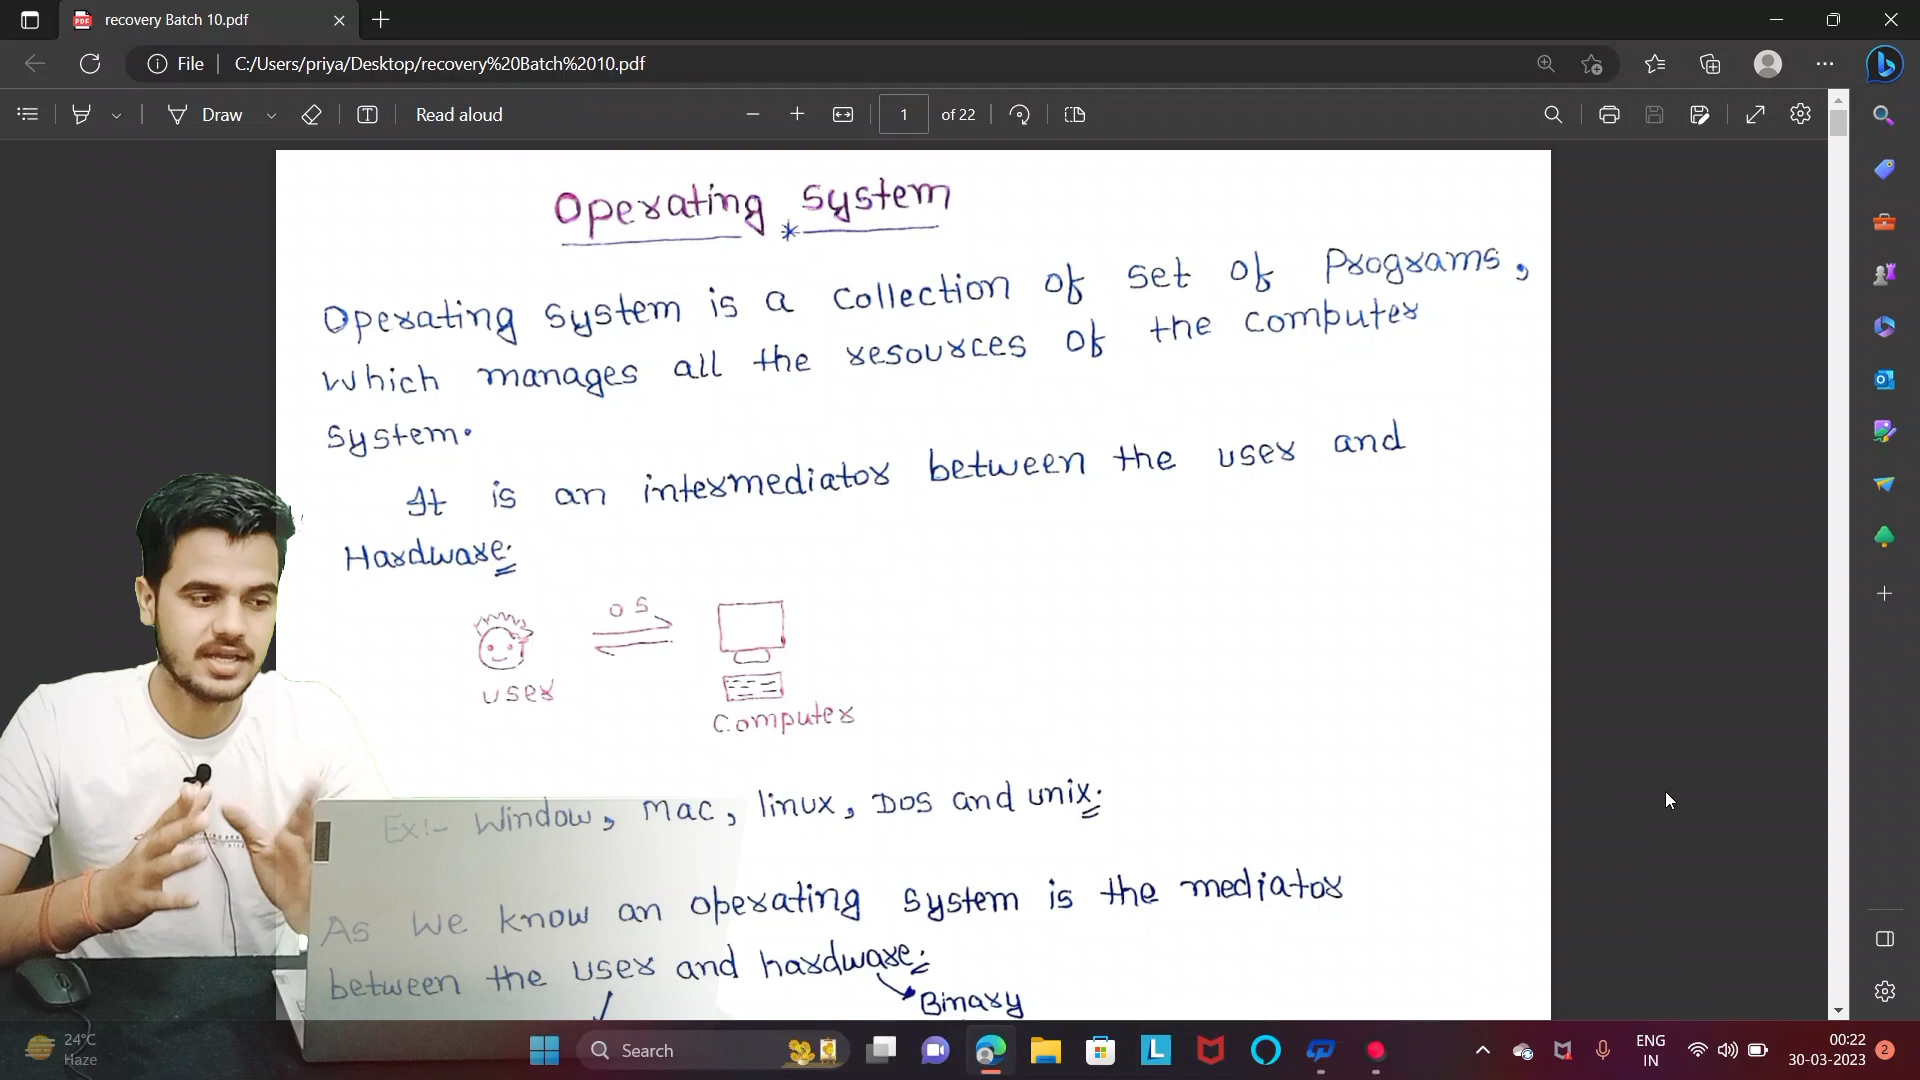 recovery Batch 10.pdf
File
C:/Users/priya/Desktop/recovery%20Batch%2010.pdf
Draw
Read aloud
1 of 22
Operating System
Operating System is a collection of set of Programs,
which manages all the resources of the computer
System.
It is an intermediator between the user and
Hardware.
OS
user
Computer
Ex:- Window, Mac, linux, DOS and unix.
As we know an operating system is the mediator
between the user and hardware.
Binary
24°C
Haze
Search
ENG
IN
00:22
30-03-2023
2